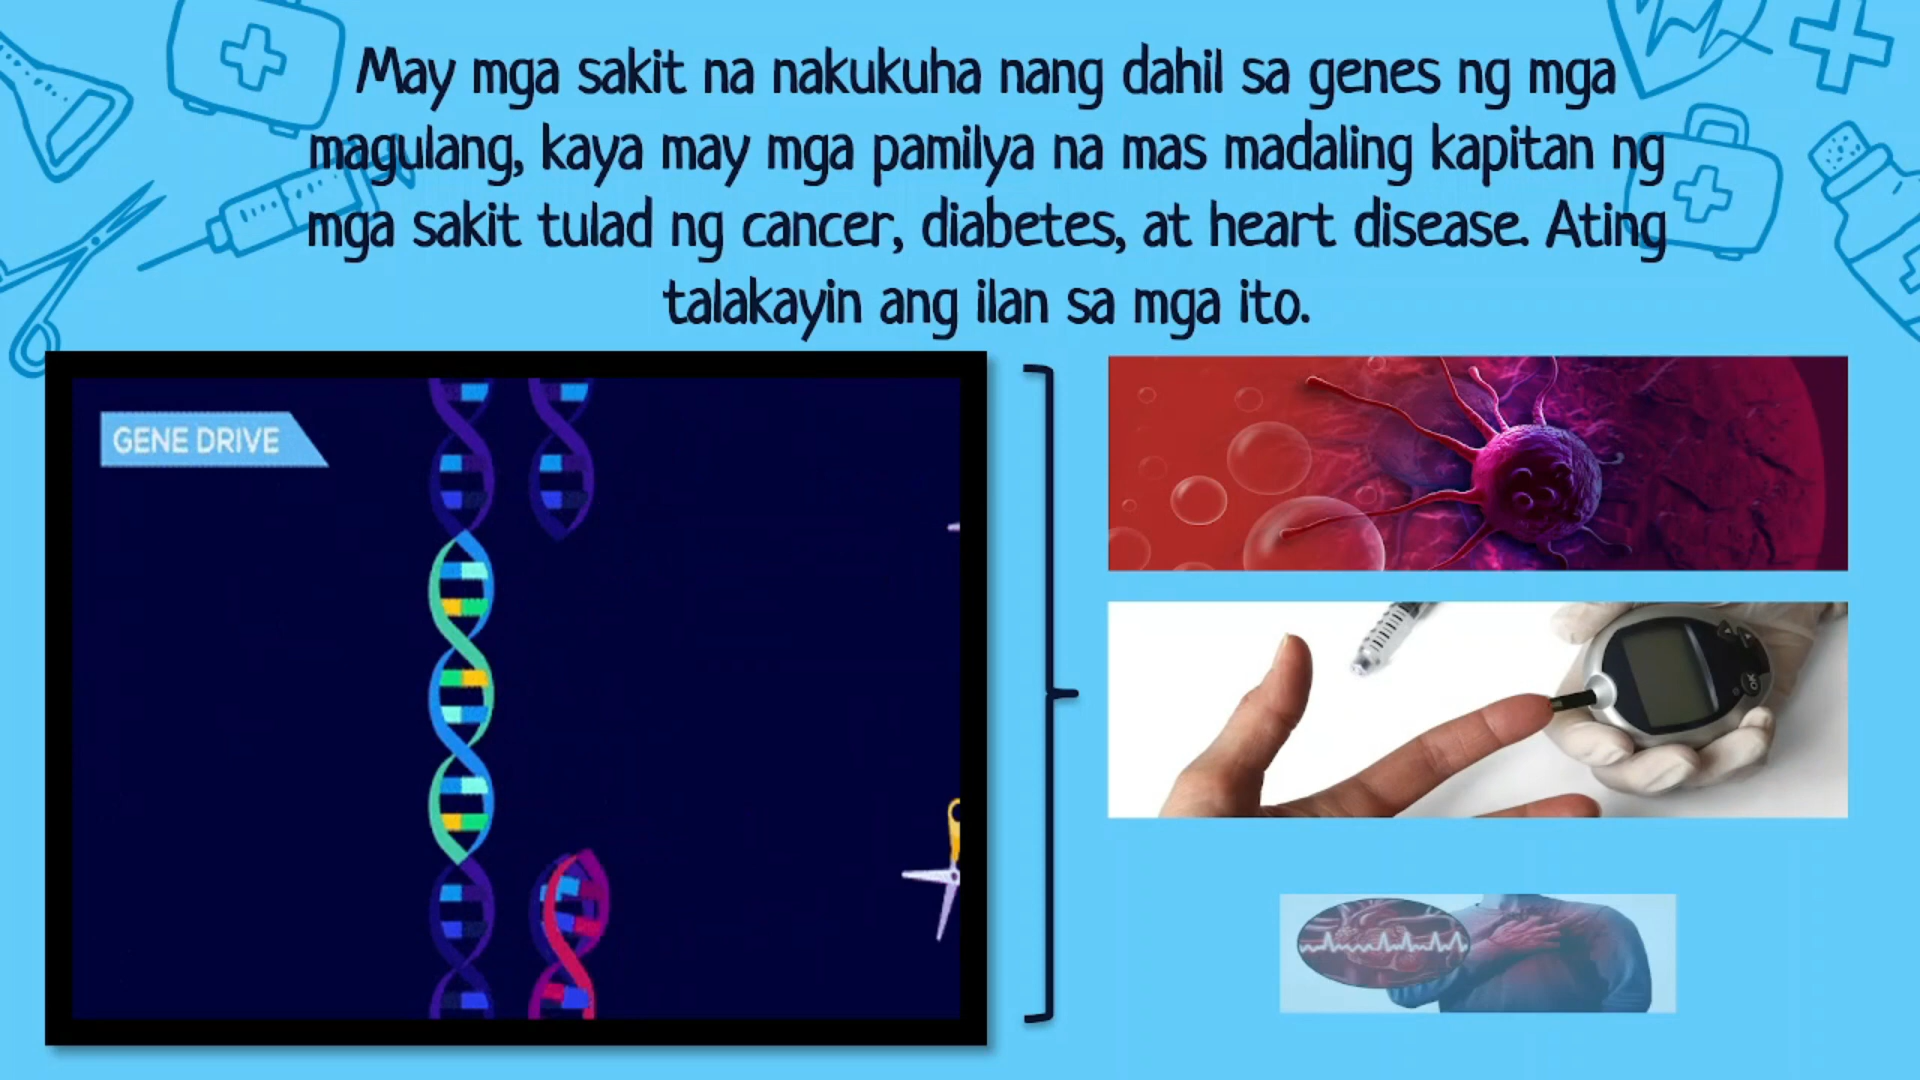 May mga sakit na nakukuha nang dahil sa genes ng mga
magulang, kaya may mga pamilya na mas madaling kapitan ng
mga sakit tulad ng cancer, diabetes, at heart disease. Ating
talakayin ang ilan sa mga ito.
GENE DRIVE
OK